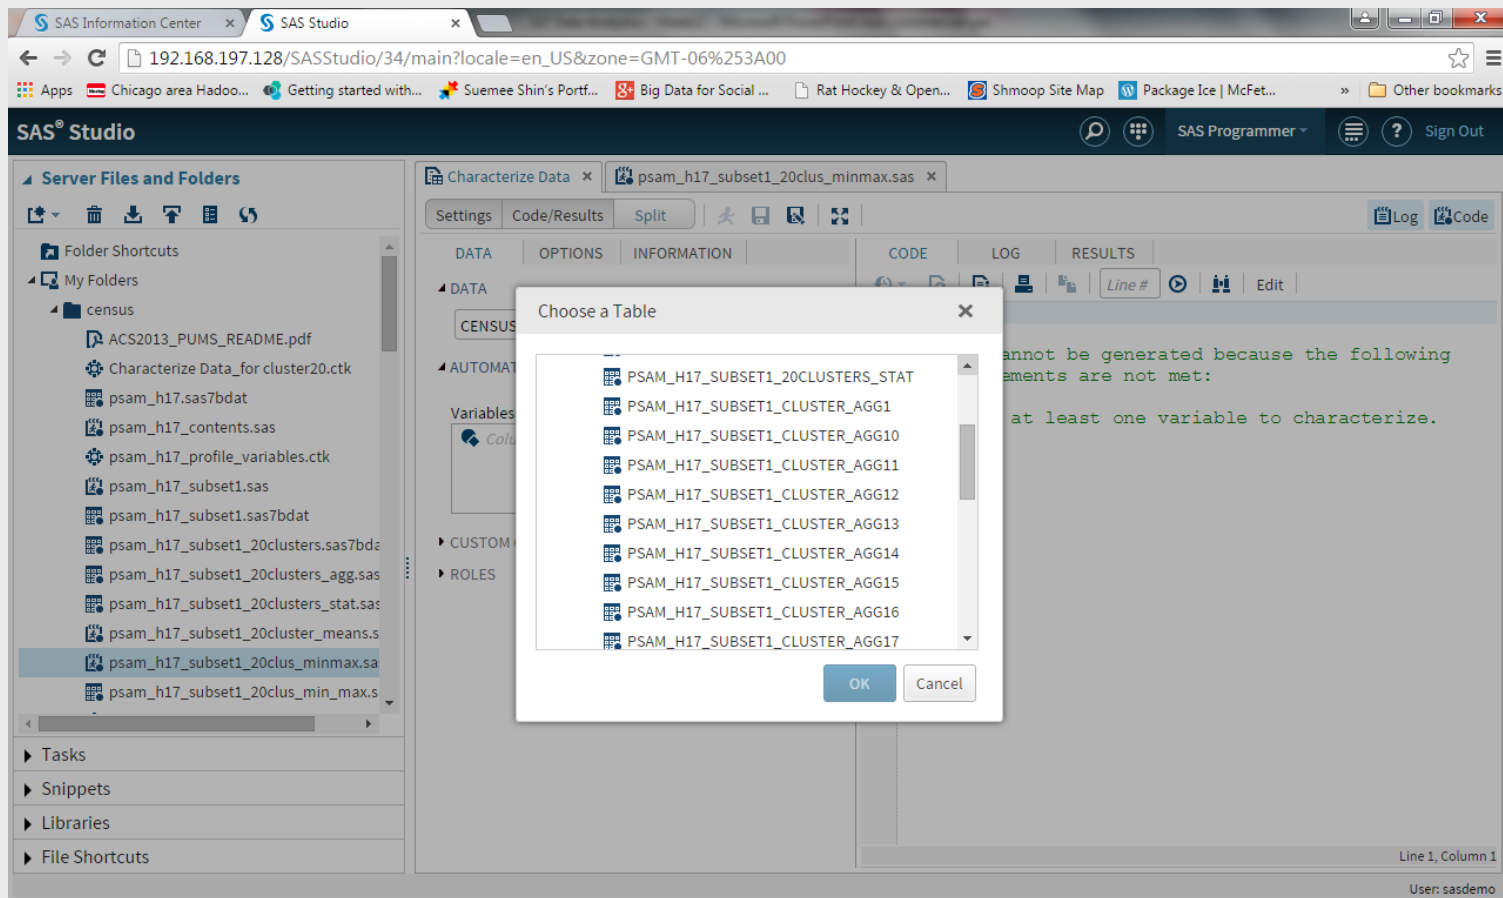 SAS Information Center ×
SAS Studio ×
192.168.197.128/SASStudio/34/main?locale=en_US&zone=GMT-06%253A00
Apps Chicago area Hadoo... Getting started with... Suemee Shin's Portf... Big Data for Social ... Rat Hockey & Open... Shmoop Site Map Package Ice | McFet... » Other bookmarks
SAS® Studio
SAS Programmer
Sign Out
Server Files and Folders
Folder Shortcuts
My Folders
census
ACS2013_PUMS_README.pdf
Characterize Data_for cluster20.ctk
psam_h17.sas7bdat
psam_h17_contents.sas
psam_h17_profile_variables.ctk
psam_h17_subset1.sas
psam_h17_subset1.sas7bdat
psam_h17_subset1_20clusters.sas7bda
psam_h17_subset1_20clusters_agg.sas
psam_h17_subset1_20clusters_stat.sas
psam_h17_subset1_20cluster_means.s
psam_h17_subset1_20clus_minmax.sa
psam_h17_subset1_20clus_min_max.s
Tasks
Snippets
Libraries
File Shortcuts
Characterize Data ×
psam_h17_subset1_20clus_minmax.sas ×
Settings Code/Results Split
Log Code
DATA OPTIONS INFORMATION
DATA
CENSUS
AUTOMAT
Variables
Colu
CUSTOM
ROLES
CODE LOG RESULTS
Line # Edit
annot be generated because the following
ements are not met:
at least one variable to characterize.
Choose a Table
PSAM_H17_SUBSET1_20CLUSTERS_STAT
PSAM_H17_SUBSET1_CLUSTER_AGG1
PSAM_H17_SUBSET1_CLUSTER_AGG10
PSAM_H17_SUBSET1_CLUSTER_AGG11
PSAM_H17_SUBSET1_CLUSTER_AGG12
PSAM_H17_SUBSET1_CLUSTER_AGG13
PSAM_H17_SUBSET1_CLUSTER_AGG14
PSAM_H17_SUBSET1_CLUSTER_AGG15
PSAM_H17_SUBSET1_CLUSTER_AGG16
PSAM_H17_SUBSET1_CLUSTER_AGG17
OK Cancel
Line 1, Column 1
User: sasdemo